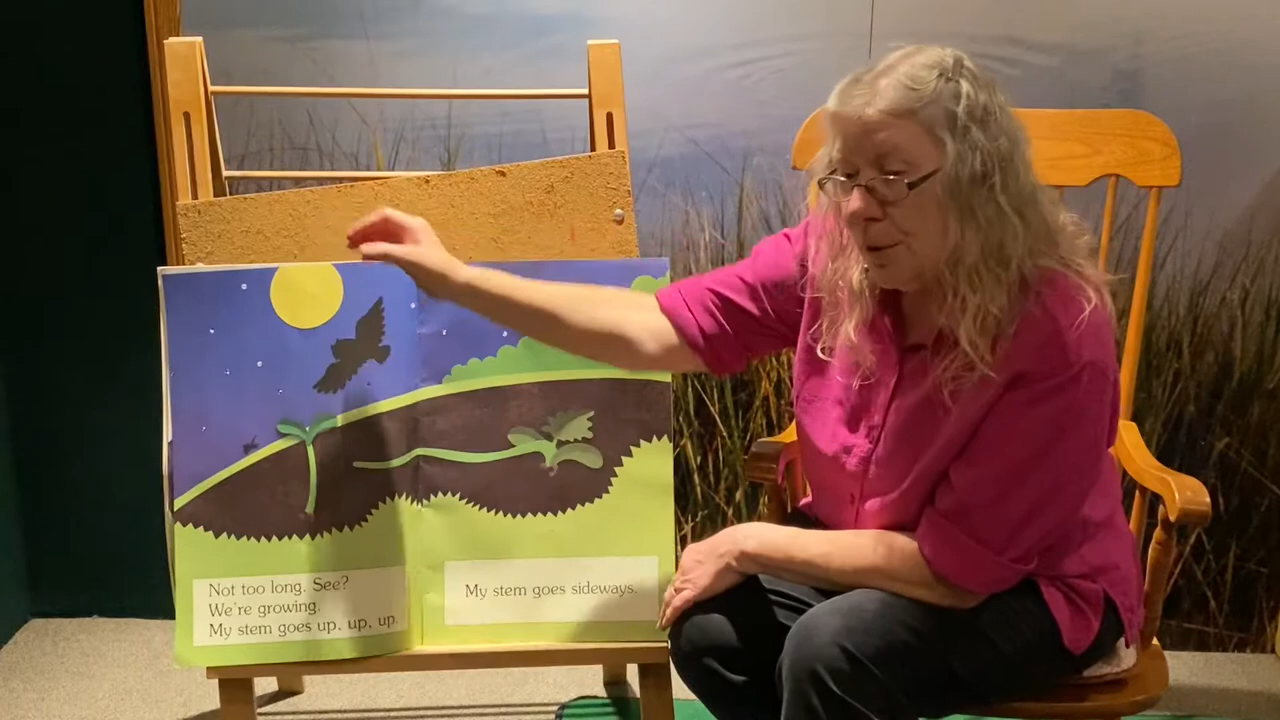 Not too long. See?
We're growing.
My stem goes up, up, up.
My stem goes sideways.